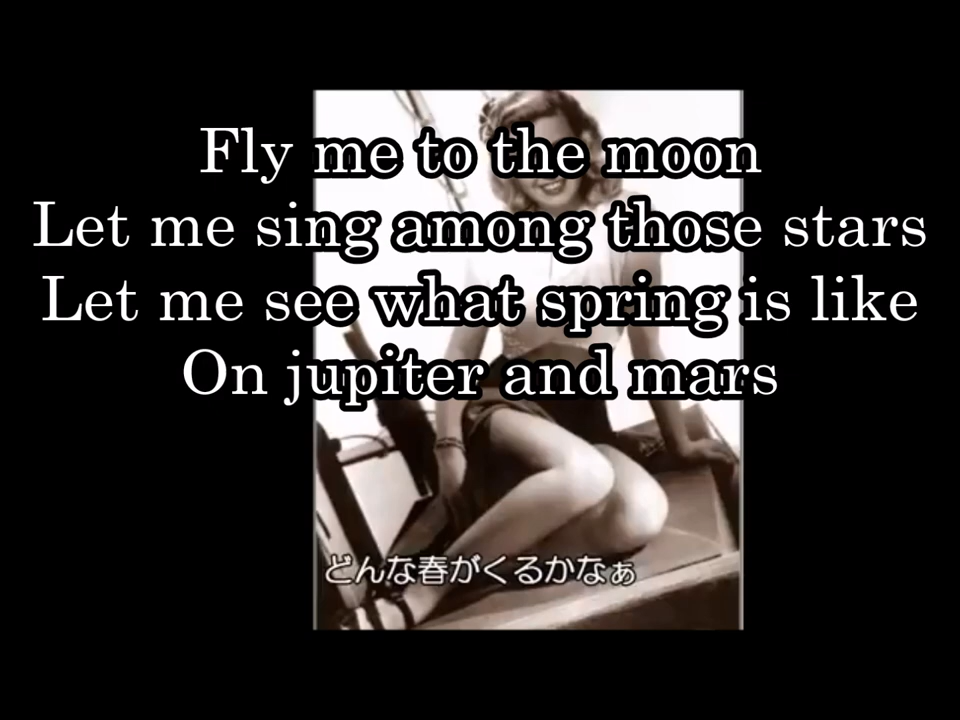 Fly me to the moon
Let me sing among those stars
Let me see what spring is like
On jupiter and mars
どんな春がくるかなぁ